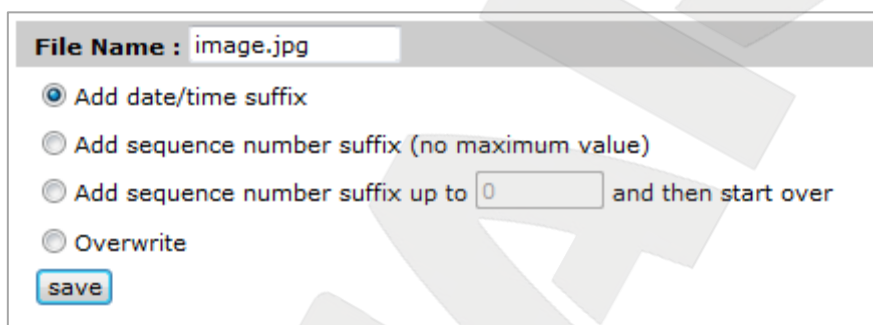 File Name : image.jpg
Add date/time suffix
Add sequence number suffix (no maximum value)
Add sequence number suffix up to 0 and then start over
Overwrite
save